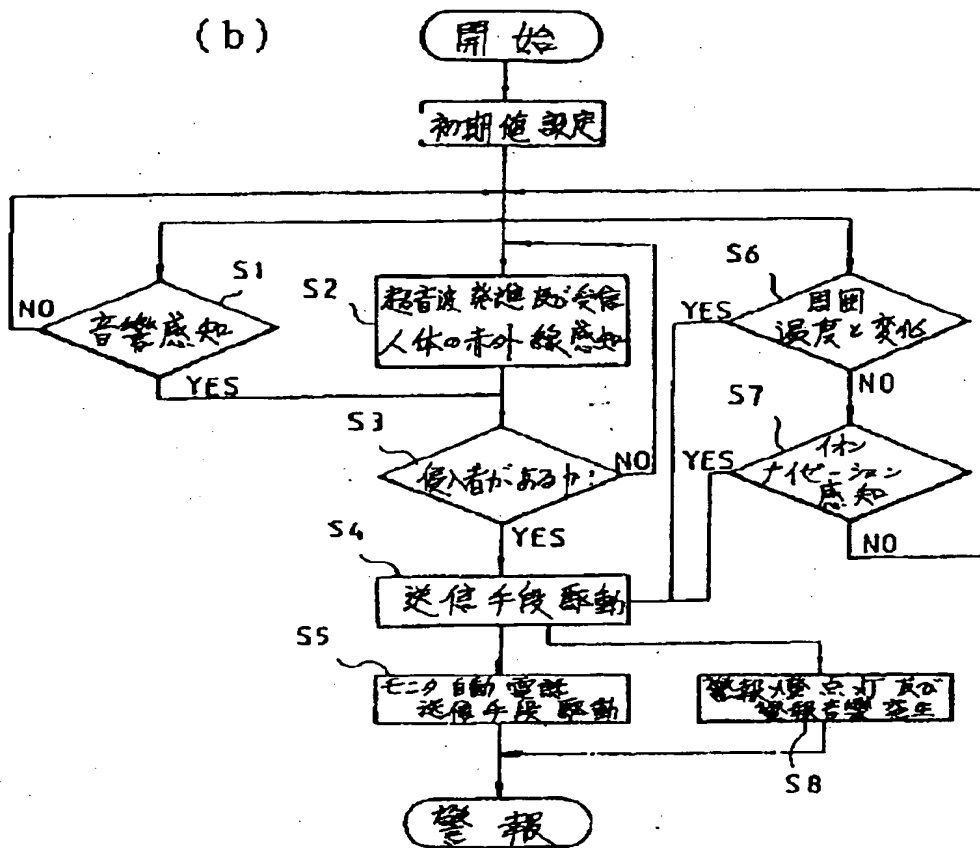 (b)
開始
初期値設定
S1
音響感知
NO
YES
S2
超音波発進及び受信
人体の赤外線感知
S3
侵入者があるか:
NO
YES
S4
送信手段駆動
S5
モニタ自動電話
送信手段駆動
S6
周囲
温度と変化
YES
NO
S7
イオン
ナイゼーション
感知
YES
NO
警報燈点灯及び
警報音響発生
S8
警報